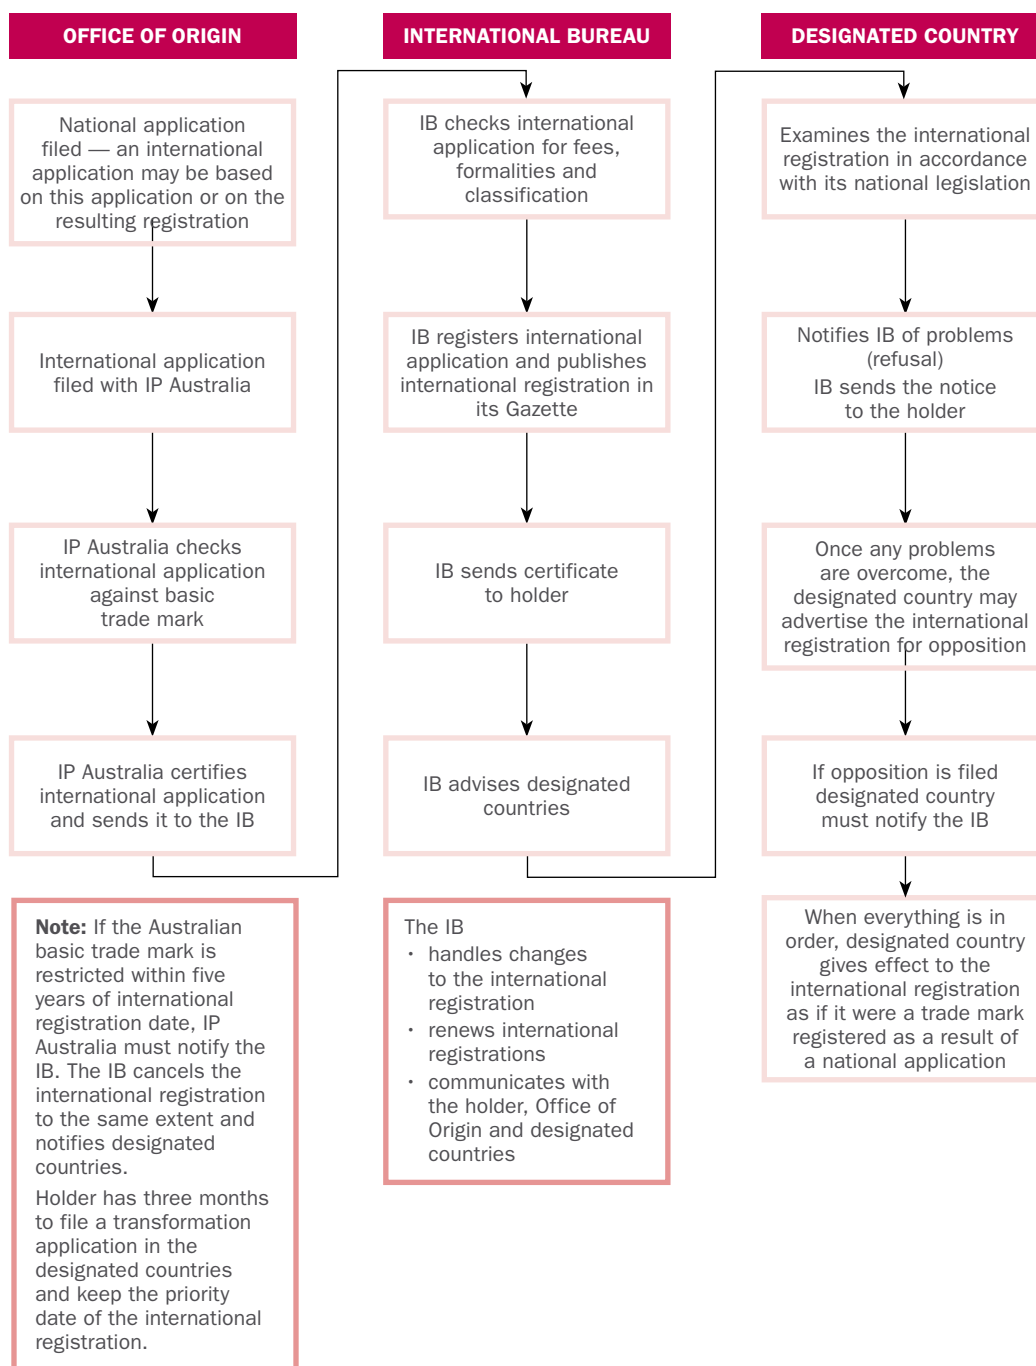 OFFICE OF ORIGIN
National application
filed — an international
application may be based
on this application or on the
resulting registration
International application
filed with IP Australia
IP Australia checks
international application
against basic
trade mark
IP Australia certifies
international application
and sends it to the IB
Note: If the Australian
basic trade mark is
restricted within five
years of international
registration date, IP
Australia must notify the
IB. The IB cancels the
international registration
to the same extent and
notifies designated
countries.
Holder has three months
to file a transformation
application in the
designated countries
and keep the priority
date of the international
registration.
INTERNATIONAL BUREAU
IB checks international
application for fees,
formalities and
classification
IB registers international
application and publishes
international registration in
its Gazette
IB sends certificate
to holder
IB advises designated
countries
The IB
· handles changes
to the international
registration
· renews international
registrations
· communicates with
the holder, Office of
Origin and designated
countries
DESIGNATED COUNTRY
Examines the international
registration in accordance
with its national legislation
Notifies IB of problems
(refusal)
IB sends the notice
to the holder
Once any problems
are overcome, the
designated country may
advertise the international
registration for opposition
If opposition is filed
designated country
must notify the IB
When everything is in
order, designated country
gives effect to the
international registration
as if it were a trade mark
registered as a result of
a national application